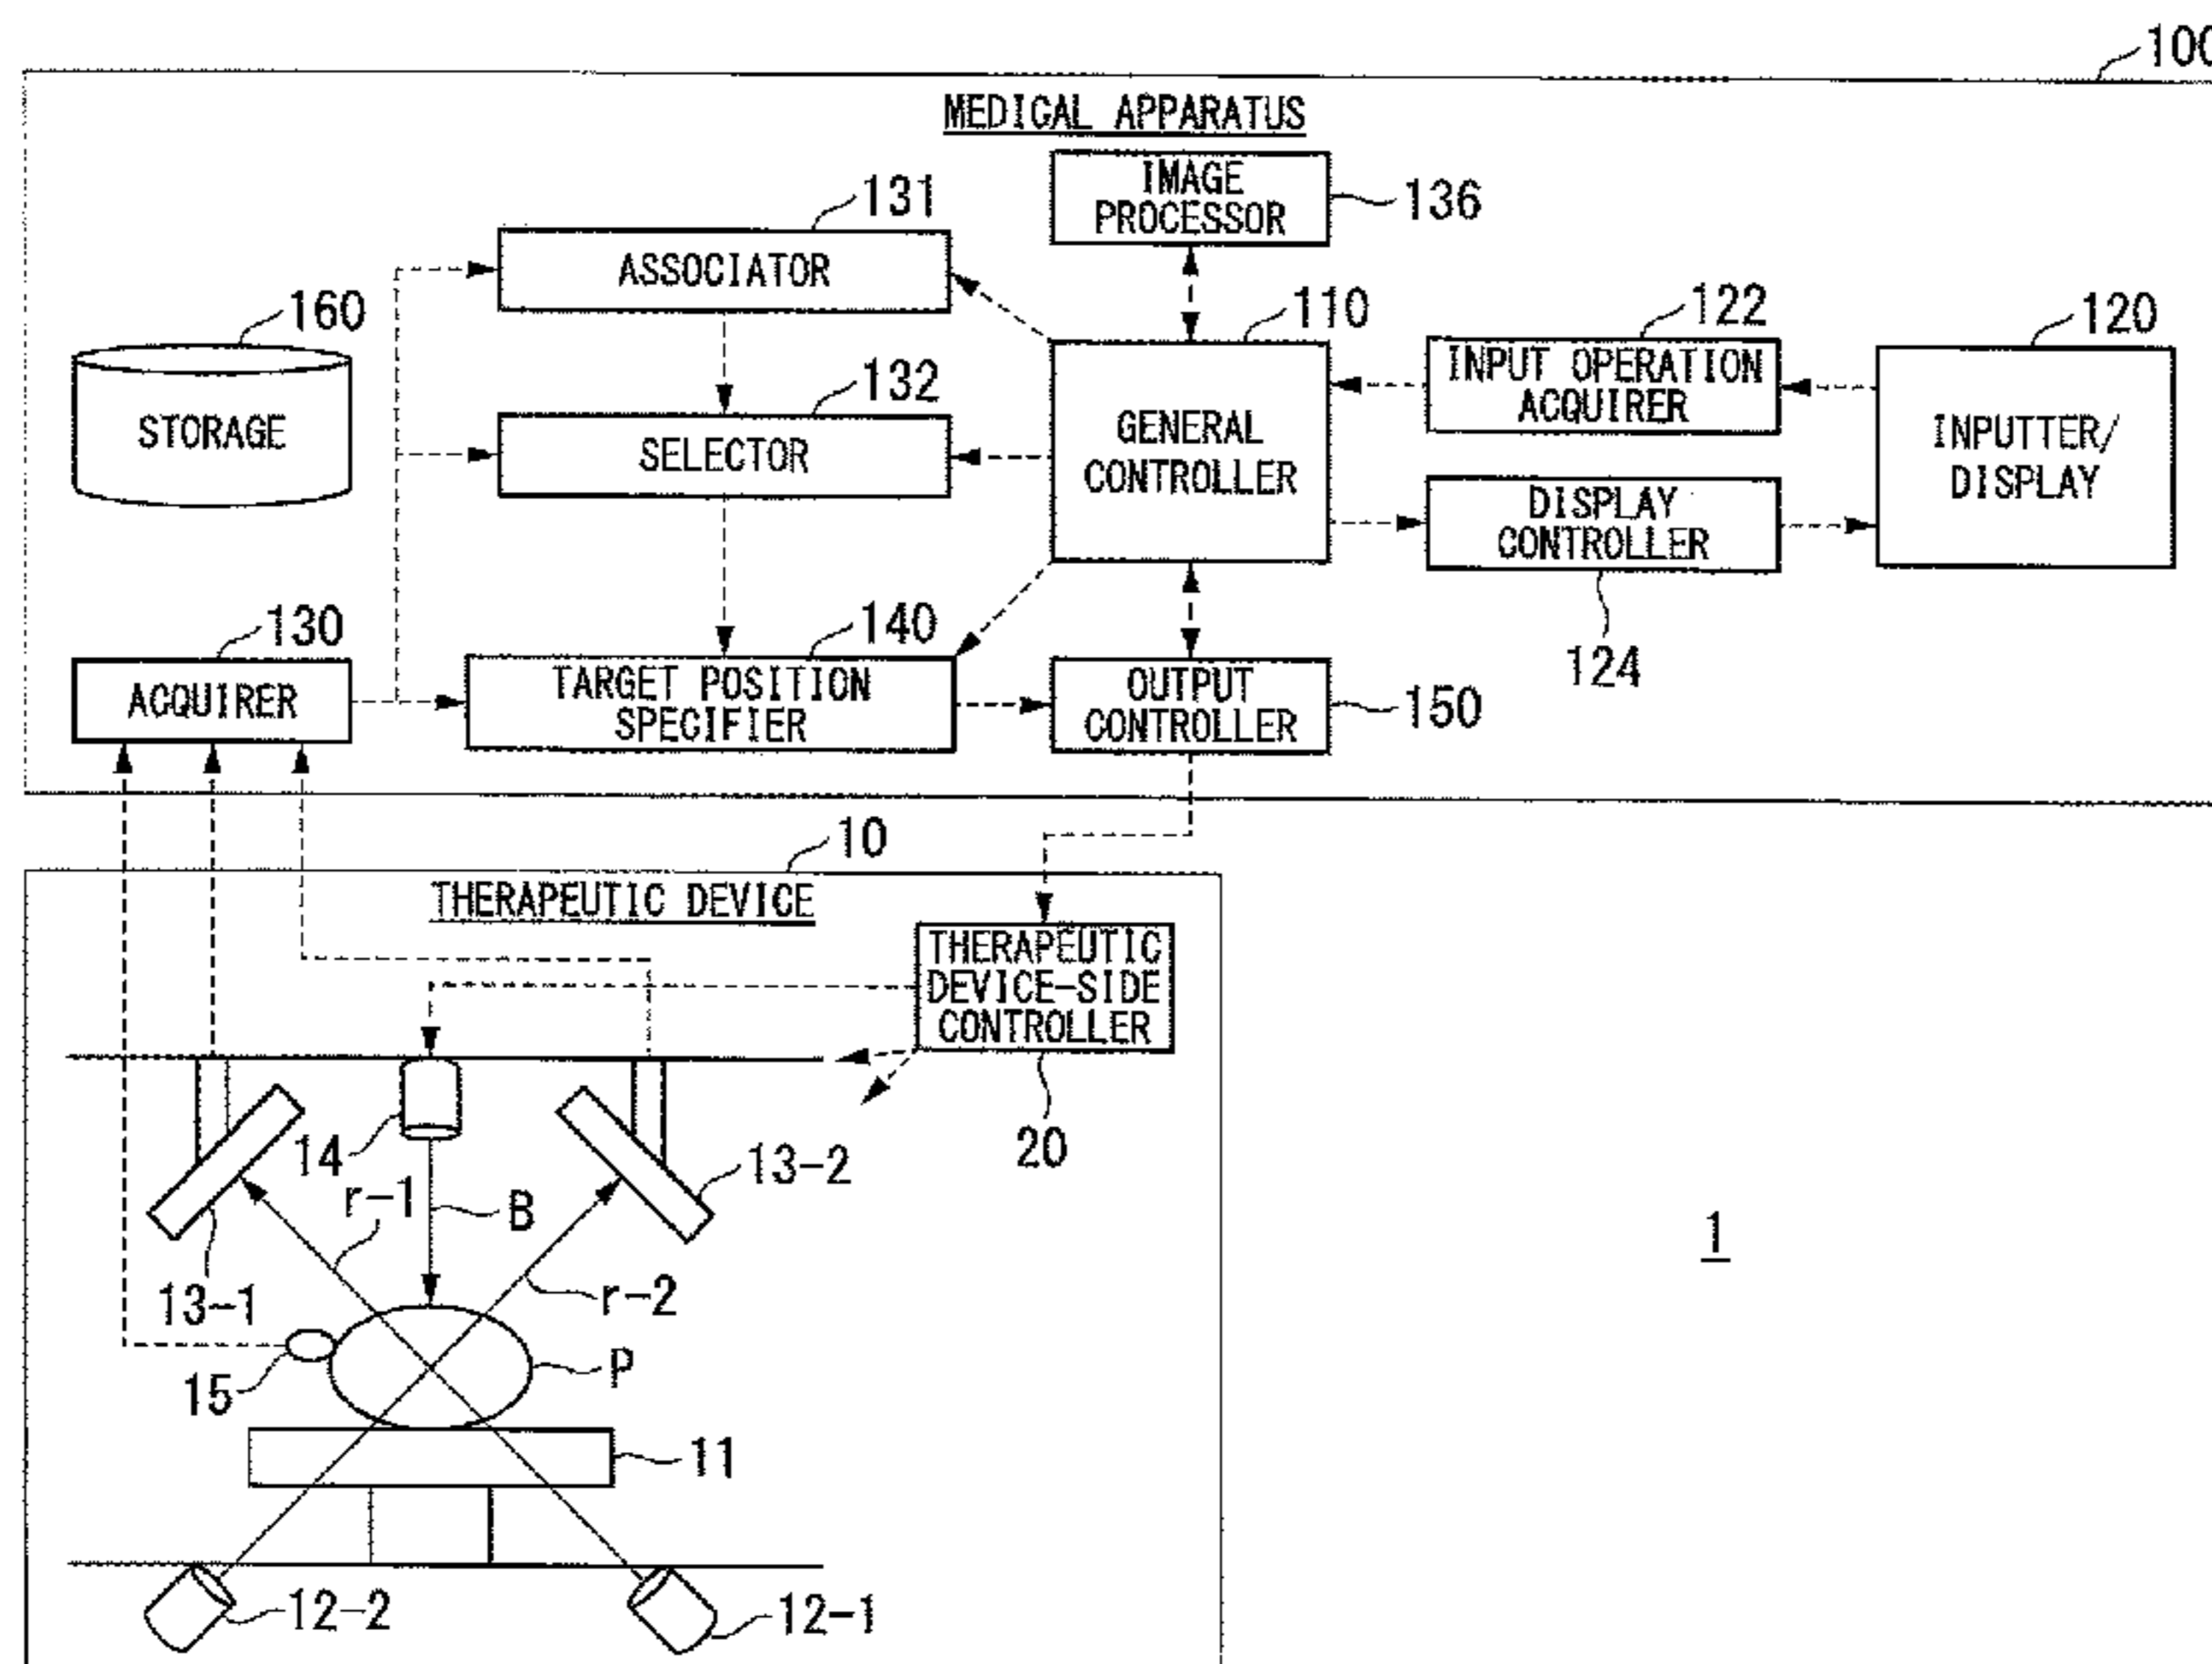 100
MEDICAL APPARATUS
IMAGE
PROCESSOR
136
131
ASSOCIATOR
160
STORAGE
132
SELECTOR
110
GENERAL
CONTROLLER
122
INPUT OPERATION
ACQUIRER
120
INPUTTER/
DISPLAY
DISPLAY
CONTROLLER
124
130
ACQUIRER
140
TARGET POSITION
SPECIFIER
OUTPUT
CONTROLLER
150
10
THERAPEUTIC DEVICE
THERAPEUTIC
DEVICE-SIDE
CONTROLLER
20
14
13-2
r-1
B
13-1
r-2
15
P
11
12-2
12-1
1